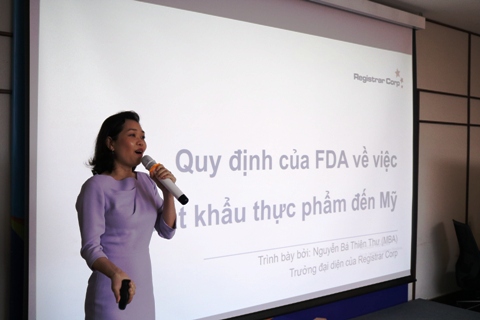 Registrar Corp
Quy định của FDA về việc
t khẩu thực phẩm đến Mỹ
Trình bày bởi: Nguyễn Bá Thiên Thư (MBA)
Trưởng đại diện của Registrar Corp